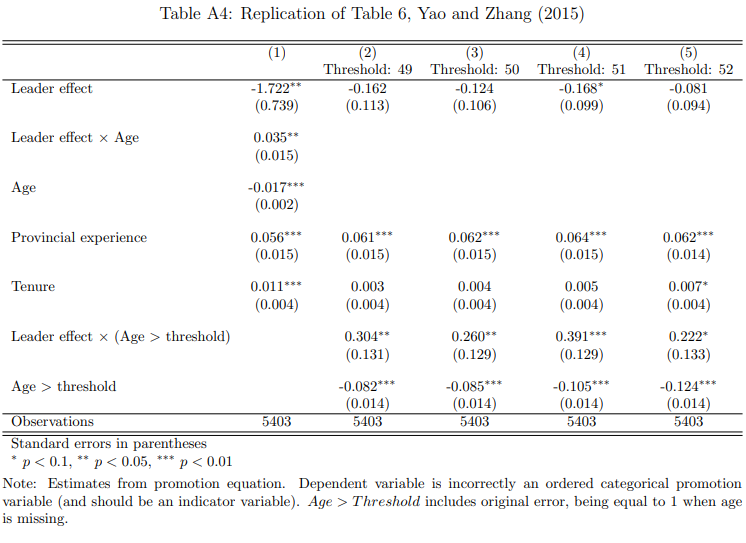 Table A4: Replication of Table 6, Yao and Zhang (2015)
(1) (2) (3) (4) (5)
Threshold: 49 Threshold: 50 Threshold: 51 Threshold: 52
Leader effect -1.722** -0.162 -0.124 -0.168* -0.081
(0.739) (0.113) (0.106) (0.099) (0.094)
Leader effect × Age 0.035**
(0.015)
Age -0.017***
(0.002)
Provincial experience 0.056*** 0.061*** 0.062*** 0.064*** 0.062***
(0.015) (0.015) (0.015) (0.015) (0.014)
Tenure 0.011*** 0.003 0.004 0.005 0.007*
(0.004) (0.004) (0.004) (0.004) (0.004)
Leader effect × (Age > threshold) 0.304** 0.260** 0.391*** 0.222*
(0.131) (0.129) (0.129) (0.133)
Age > threshold -0.082*** -0.085*** -0.105*** -0.124***
(0.014) (0.014) (0.014) (0.014)
Observations 5403 5403 5403 5403 5403
Standard errors in parentheses
* p < 0.1, ** p < 0.05, *** p < 0.01
Note: Estimates from promotion equation. Dependent variable is incorrectly an ordered categorical promotion
variable (and should be an indicator variable). Age > Threshold includes original error, being equal to 1 when age
is missing.